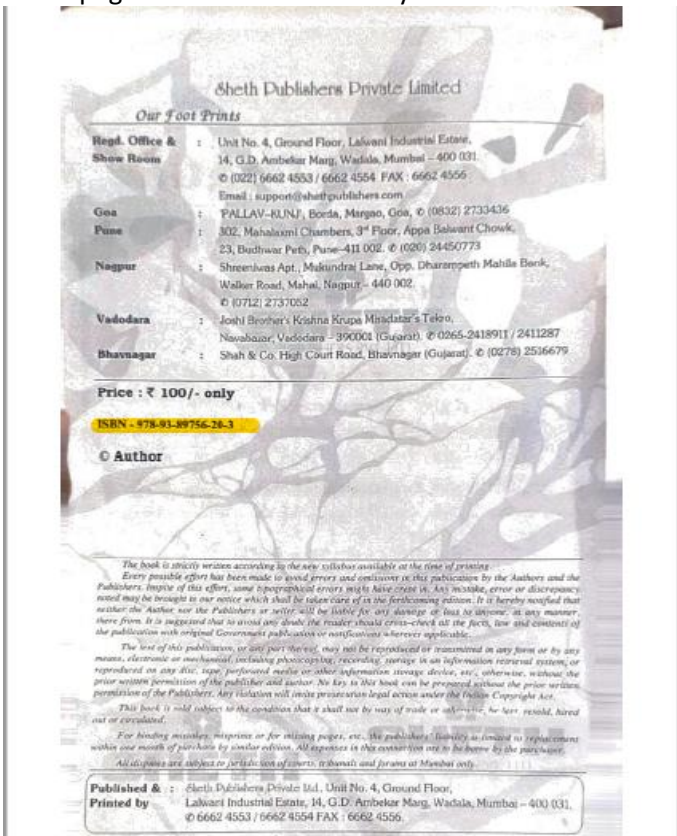 Sheth Publishers Private Limited
Our Foot Prints
Regd. Office & : Unit No. 4, Ground Floor, Lalwani Industrial Estate,
Show Room 14, G.D. Ambekar Marg, Wadala, Mumbai – 400 031.
✆ (022) 6662 4553 / 6662 4554 FAX : 6662 4556
Email : support@shethpublishers.com
Goa : 'PALLAV-KUNJ', Borda, Margao, Goa, ✆ (0832) 2733436
Pune : 302, Mahalaxmi Chambers, 3rd Floor, Appa Balwant Chowk,
23, Budhwar Peth, Pune–411 002. ✆ (020) 24450773
Nagpur : Shreeniwas Apt., Mukundraj Lane, Opp. Dharampeth Mahila Bank,
Walker Road, Mahal, Nagpur – 440 002.
✆ (0712) 2737052
Vadodara : Joshi Brother's Krishna Krupa Miradatar's Tekro,
Navabazar, Vadodara – 390001 (Gujarat). ✆ 0265-2418911 / 2411287
Bhavnagar : Shah & Co. High Court Road, Bhavnagar (Gujarat). ✆ (0278) 2516679
Price : ₹ 100/- only
ISBN - 978-93-89756-20-3
© Author
The book is strictly written according to the new syllabus available at the time of printing.
Every possible effort has been made to avoid errors and omissions in this publication by the Authors and the
Publishers. Inspite of this effort, some typographical errors might have crept in. Any mistake, error or discrepancy
noted may be brought to our notice which shall be taken care of in the forthcoming edition. It is hereby notified that
neither the Author nor the Publishers or seller will be liable for any damage or loss to anyone, in any manner,
there from. It is suggested that to avoid any doubt the reader should cross-check all the facts, law and contents of
the publication with original Government publication or notifications wherever applicable.
The text of this publication, or any part thereof, may not be reproduced or transmitted in any form or by any
means, electronic or mechanical, including photocopying, recording, storage in an information retrieval system, or
reproduced on any disc, tape, perforated media or other information storage device, etc., otherwise, without the
prior written permission of the publisher and author. No key to this book can be prepared without the prior written
permission of the Publishers. Any violation will invite prosecution legal action under the Indian Copyright Act.
This book is sold subject to the condition that it shall not by way of trade or otherwise, be lent, resold, hired
out or circulated.
For binding mistakes, misprints or for missing pages, etc., the publishers' liability is limited to replacement
within one month of purchase by similar edition. All expenses in this connection are to be borne by the purchaser.
All disputes are subject to jurisdiction of courts, tribunals and forums at Mumbai only.
Published & : Sheth Publishers Private Ltd., Unit No. 4, Ground Floor,
Printed by Lalwani Industrial Estate, 14, G.D. Ambekar Marg, Wadala, Mumbai – 400 031.
✆ 6662 4553 / 6662 4554 FAX : 6662 4556.